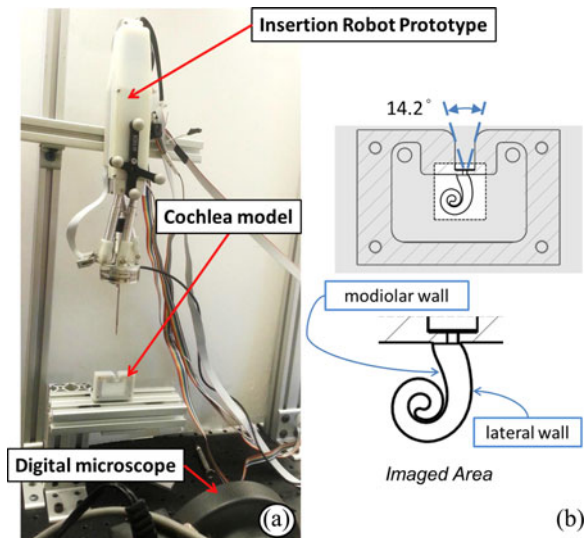 Insertion Robot Prototype
Cochlea model
Digital microscope
(a)
14.2°
modiolar wall
lateral wall
Imaged Area
(b)